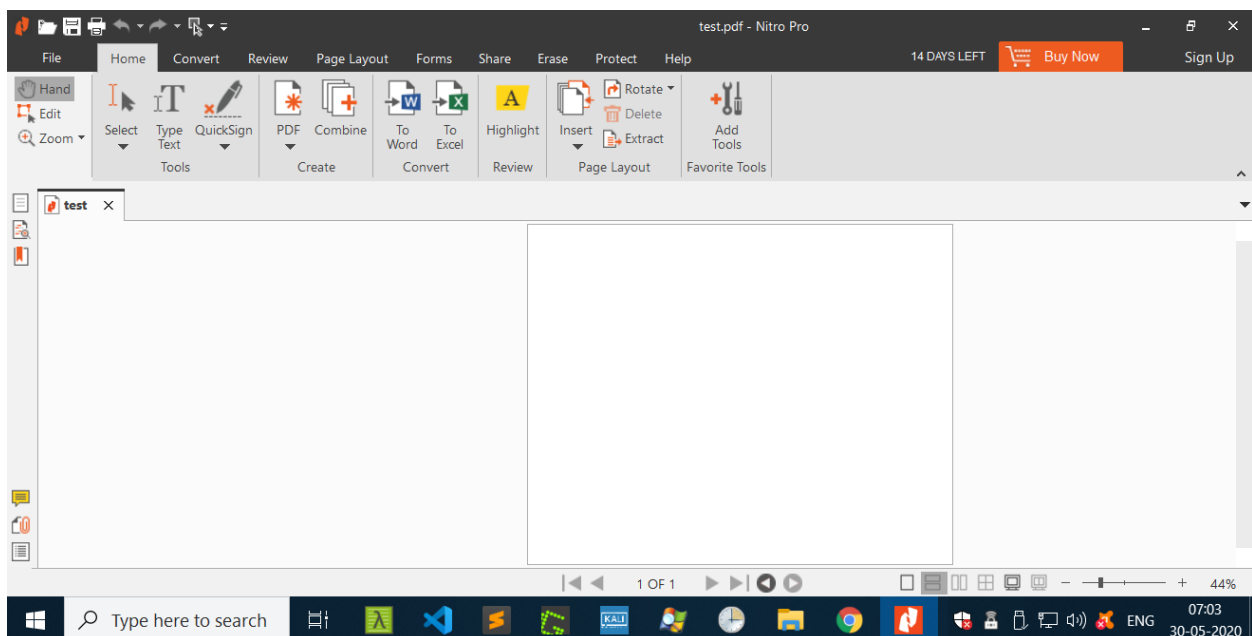 test.pdf - Nitro Pro
File Home Convert Review Page Layout Forms Share Erase Protect Help 14 DAYS LEFT Buy Now Sign Up
Hand
Edit
Zoom
Select
Type Text
QuickSign
Tools
PDF
Combine
Create
To Word
To Excel
Convert
A
Highlight
Review
Insert
Rotate
Delete
Extract
Page Layout
Add Tools
Favorite Tools
test
1 OF 1
44%
Type here to search
KALI
ENG
07:03
30-05-2020